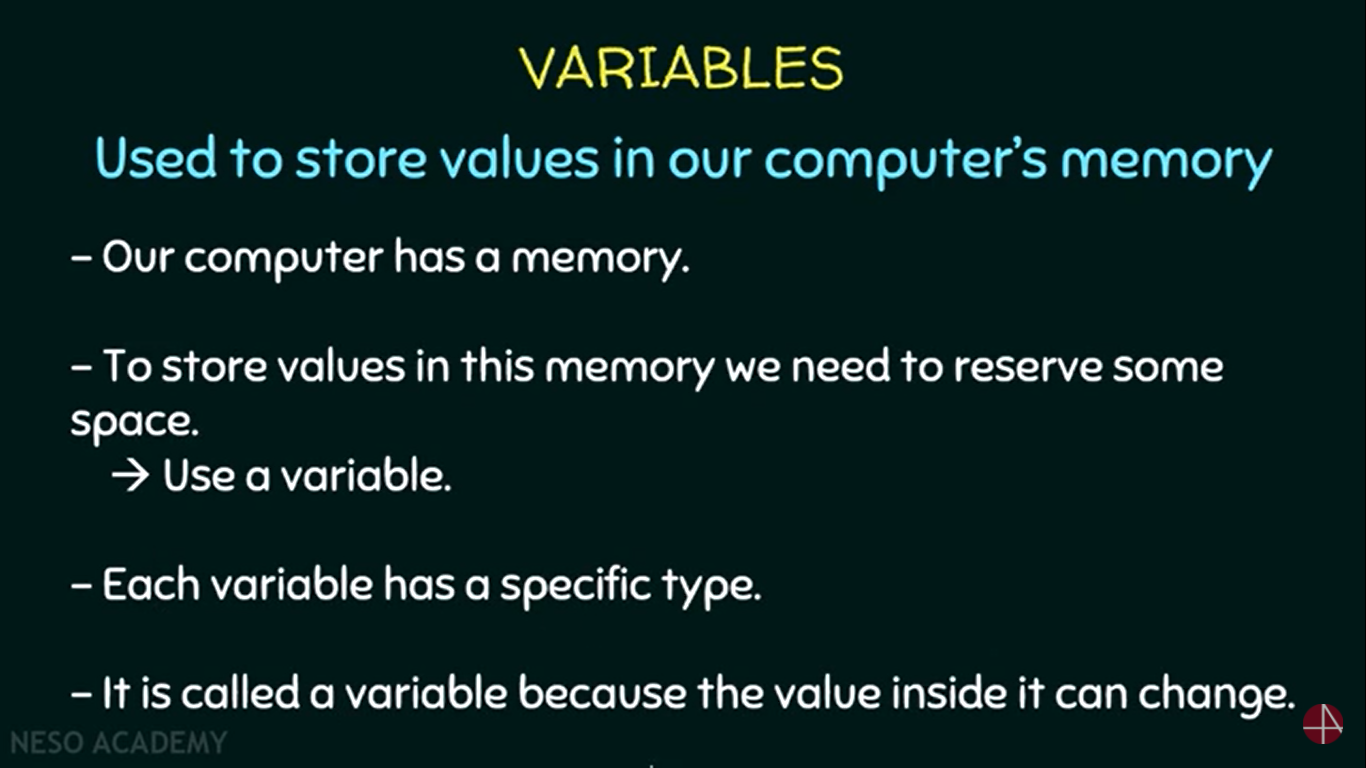 VARIABLES
Used to store values in our computer's memory
– Our computer has a memory.
– To store values in this memory we need to reserve some
space.
→ Use a variable.
– Each variable has a specific type.
– It is called a variable because the value inside it can change.
NESO ACADEMY